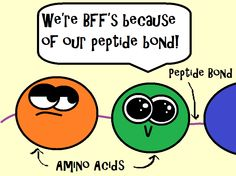 We're BFF's because
of our peptide bond!
Peptide Bond
Amino Acids